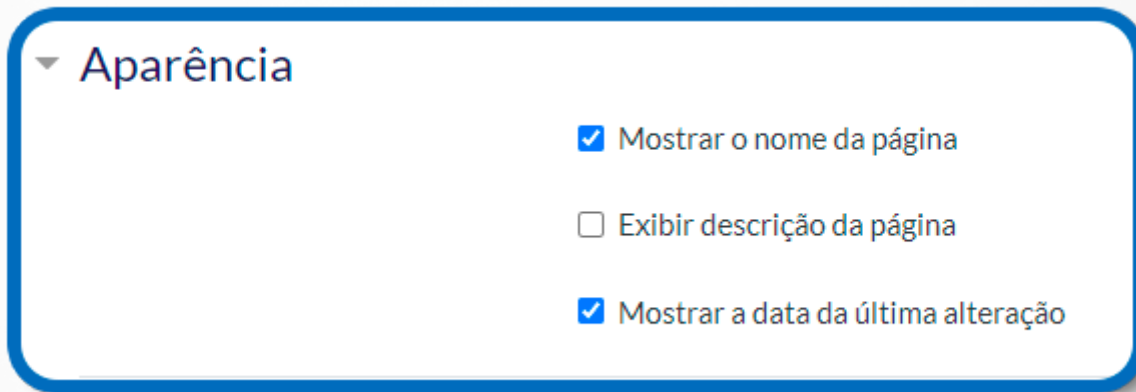 Aparência
Mostrar o nome da página
Exibir descrição da página
Mostrar a data da última alteração